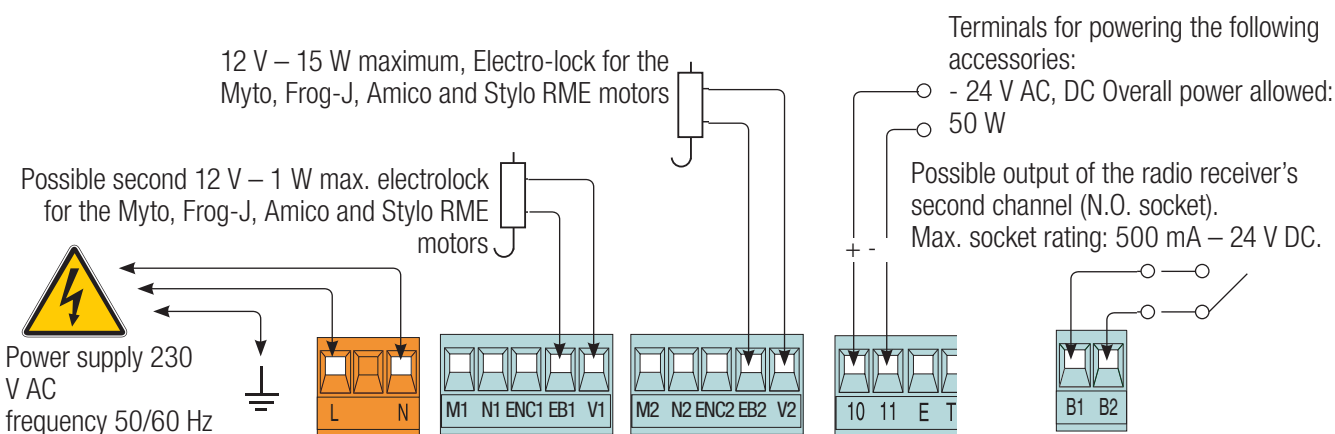 12 V – 15 W maximum, Electro-lock for the
Myto, Frog-J, Amico and Stylo RME motors
Terminals for powering the following
accessories:
- 24 V AC, DC Overall power allowed:
50 W
Possible second 12 V – 1 W max. electrolock
for the Myto, Frog-J, Amico and Stylo RME
motors
Possible output of the radio receiver’s
second channel (N.O. socket).
Max. socket rating: 500 mA – 24 V DC.
+ -
Power supply 230
V AC
frequency 50/60 Hz
L N
M1 N1 ENC1 EB1 V1
M2 N2 ENC2 EB2 V2
10 11 E T
B1 B2